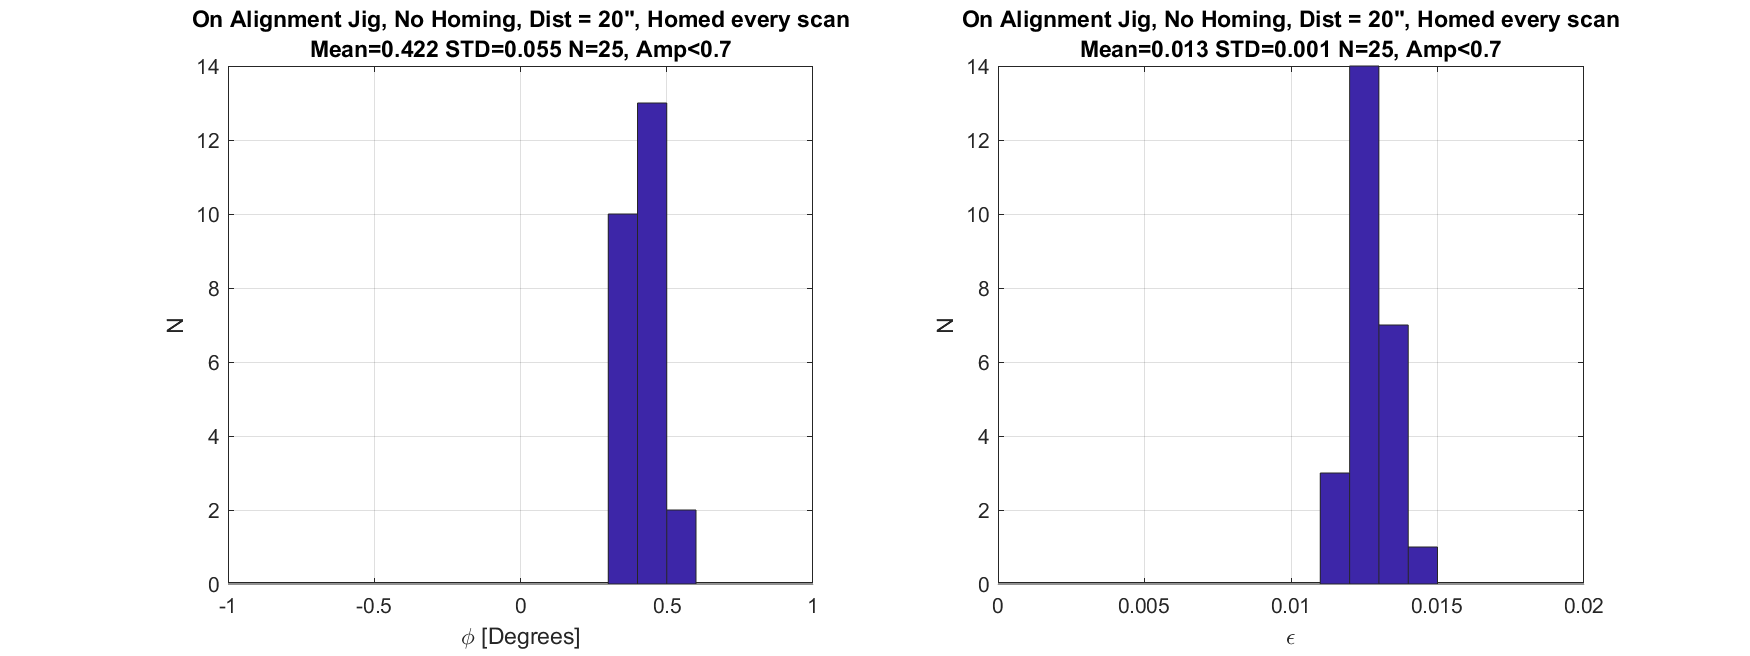 On Alignment Jig, No Homing, Dist = 20", Homed every scan
Mean=0.422 STD=0.055 N=25, Amp<0.7
14
12
10
8
6
4
2
0
N
-1 -0.5 0 0.5 1
ϕ [Degrees]
On Alignment Jig, No Homing, Dist = 20", Homed every scan
Mean=0.013 STD=0.001 N=25, Amp<0.7
14
12
10
8
6
4
2
0
N
0 0.005 0.01 0.015 0.02
ϵ